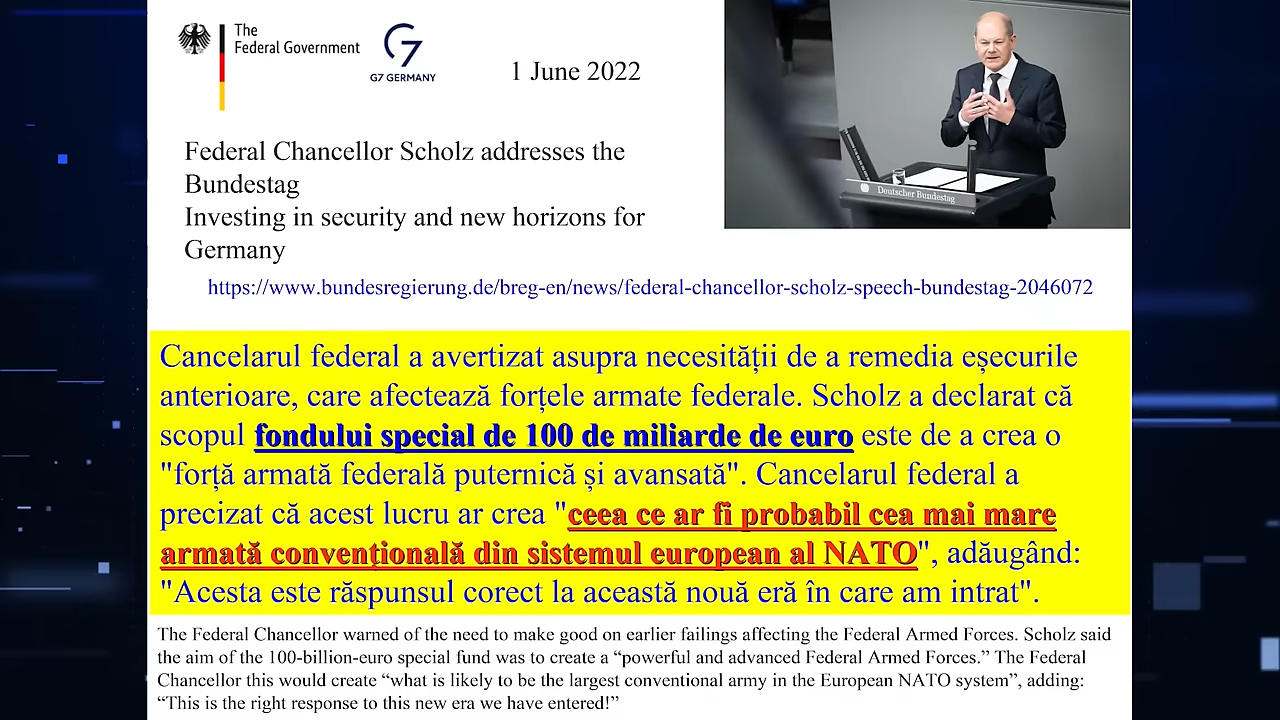 The
Federal Government
G7 GERMANY
1 June 2022
Federal Chancellor Scholz addresses the
Bundestag
Investing in security and new horizons for
Germany
Deutscher Bundestag
https://www.bundesregierung.de/breg-en/news/federal-chancellor-scholz-speech-bundestag-2046072
Cancelarul federal a avertizat asupra necesității de a remedia eșecurile
anterioare, care afectează forțele armate federale. Scholz a declarat că
scopul fondului special de 100 de miliarde de euro este de a crea o
"forță armată federală puternică și avansată". Cancelarul federal a
precizat că acest lucru ar crea "ceea ce ar fi probabil cea mai mare
armată convențională din sistemul european al NATO", adăugând:
"Acesta este răspunsul corect la această nouă eră în care am intrat".
The Federal Chancellor warned of the need to make good on earlier failings affecting the Federal Armed Forces. Scholz said
the aim of the 100-billion-euro special fund was to create a “powerful and advanced Federal Armed Forces.” The Federal
Chancellor this would create “what is likely to be the largest conventional army in the European NATO system”, adding:
“This is the right response to this new era we have entered!”